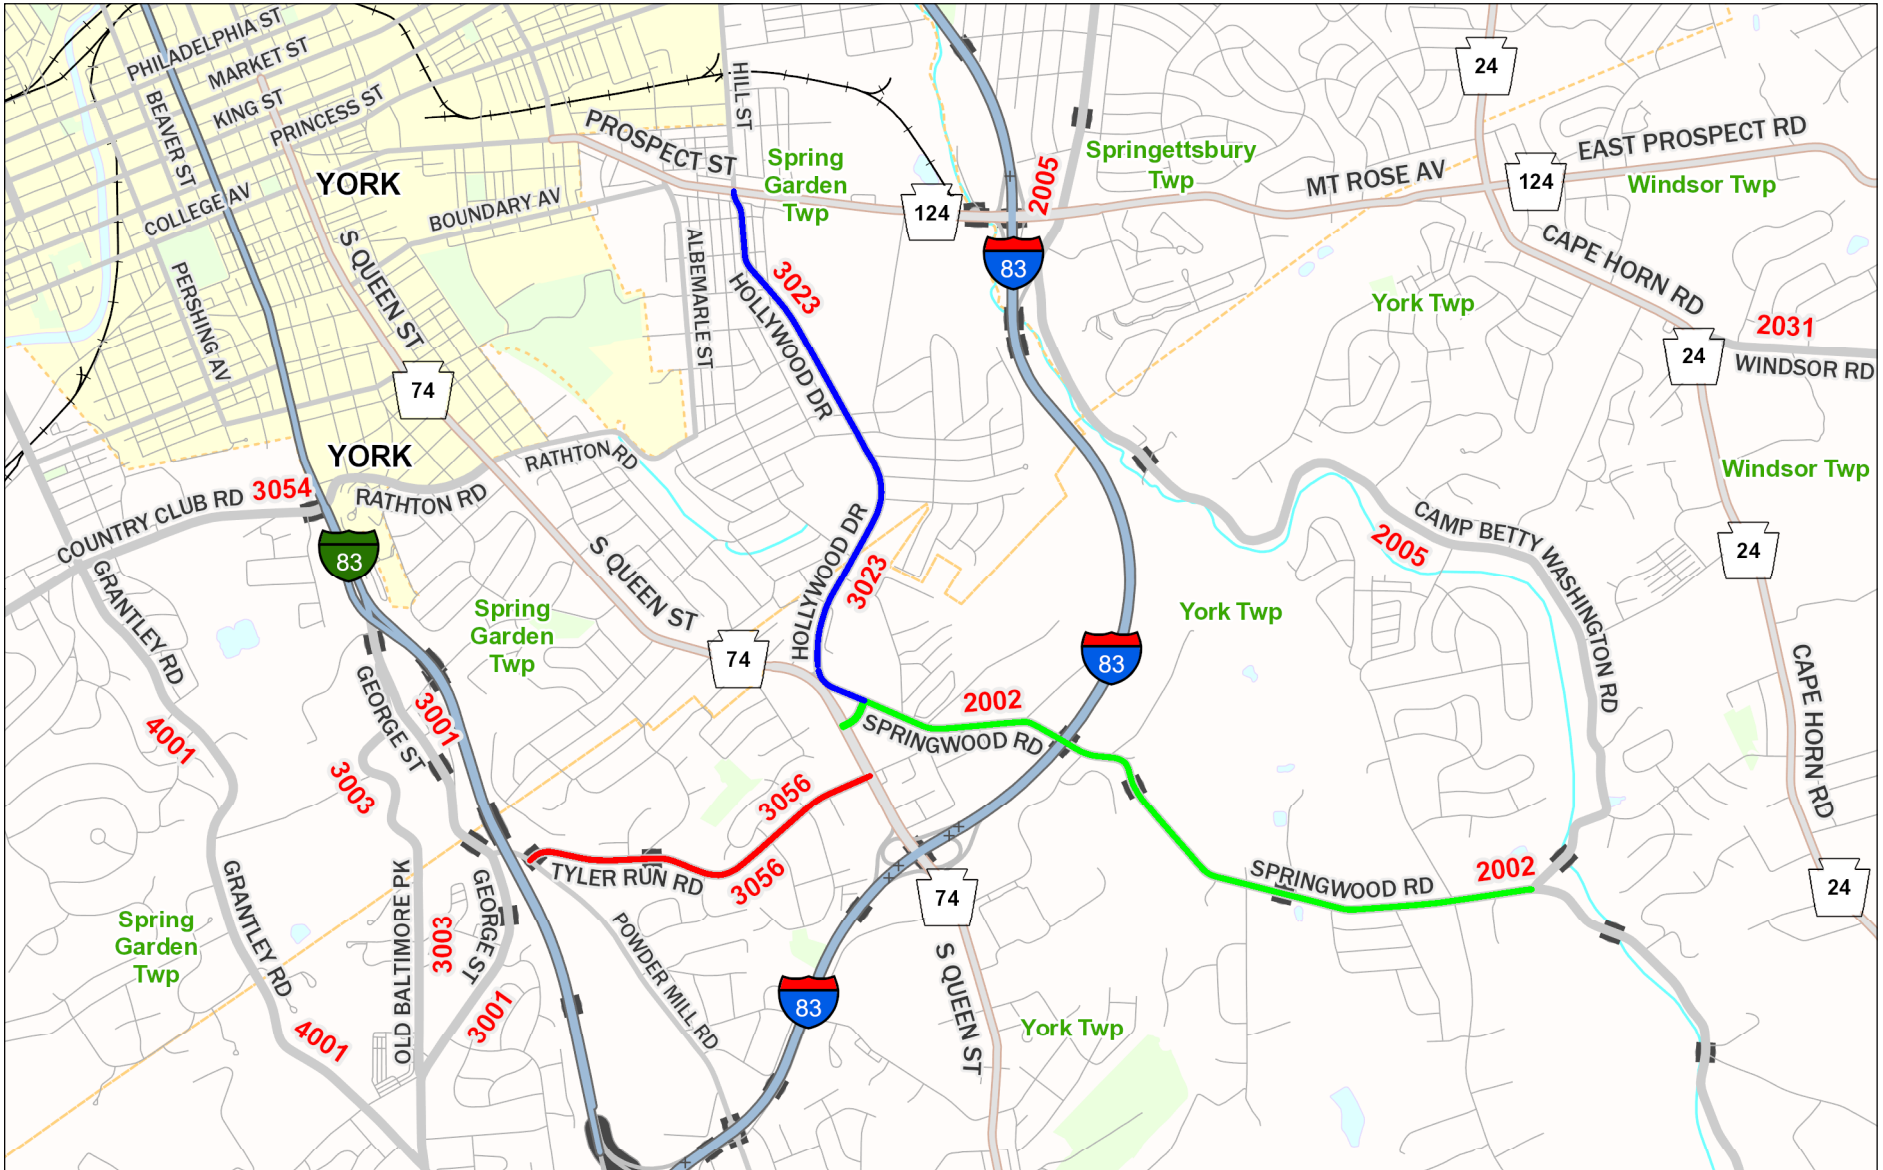 PHILADELPHIA ST
MARKET ST
KING ST
PRINCESS ST
BEAVER ST
COLLEGE AV
PERSHING AV
YORK
S QUEEN ST
BOUNDARY AV
PROSPECT ST
HILL ST
ALBEMARLE ST
Spring
Garden
Twp
124
2005
Springettsbury
Twp
24
124
EAST PROSPECT RD
MT ROSE AV
Windsor Twp
83
3023
HOLLYWOOD DR
CAPE HORN RD
York Twp
2031
24
WINDSOR RD
74
YORK
RATHTON RD
RATHTON RD
COUNTRY CLUB RD
3054
83
GRANTLEY RD
S QUEEN ST
HOLLYWOOD DR
3023
Windsor Twp
CAMP BETTY WASHINGTON RD
2005
24
Spring
Garden
Twp
York Twp
74
83
CAPE HORN RD
GEORGE ST
3001
4001
3003
2002
SPRINGWOOD RD
3056
3056
TYLER RUN RD
74
SPRINGWOOD RD
2002
24
GRANTLEY RD
Spring
Garden
Twp
OLD BALTIMORE PK
3003
GEORGE ST
3001
4001
POWDER MILL RD
83
S QUEEN ST
York Twp